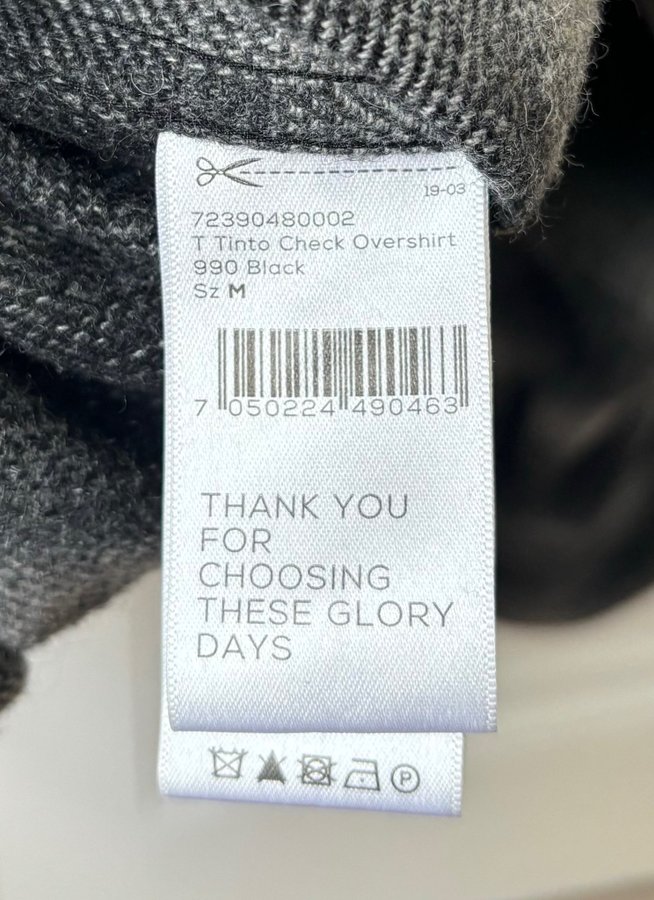 19-03
72390480002
T Tinto Check Overshirt
990 Black
Sz M
7 050224 490463
THANK YOU
FOR
CHOOSING
THESE GLORY
DAYS
P